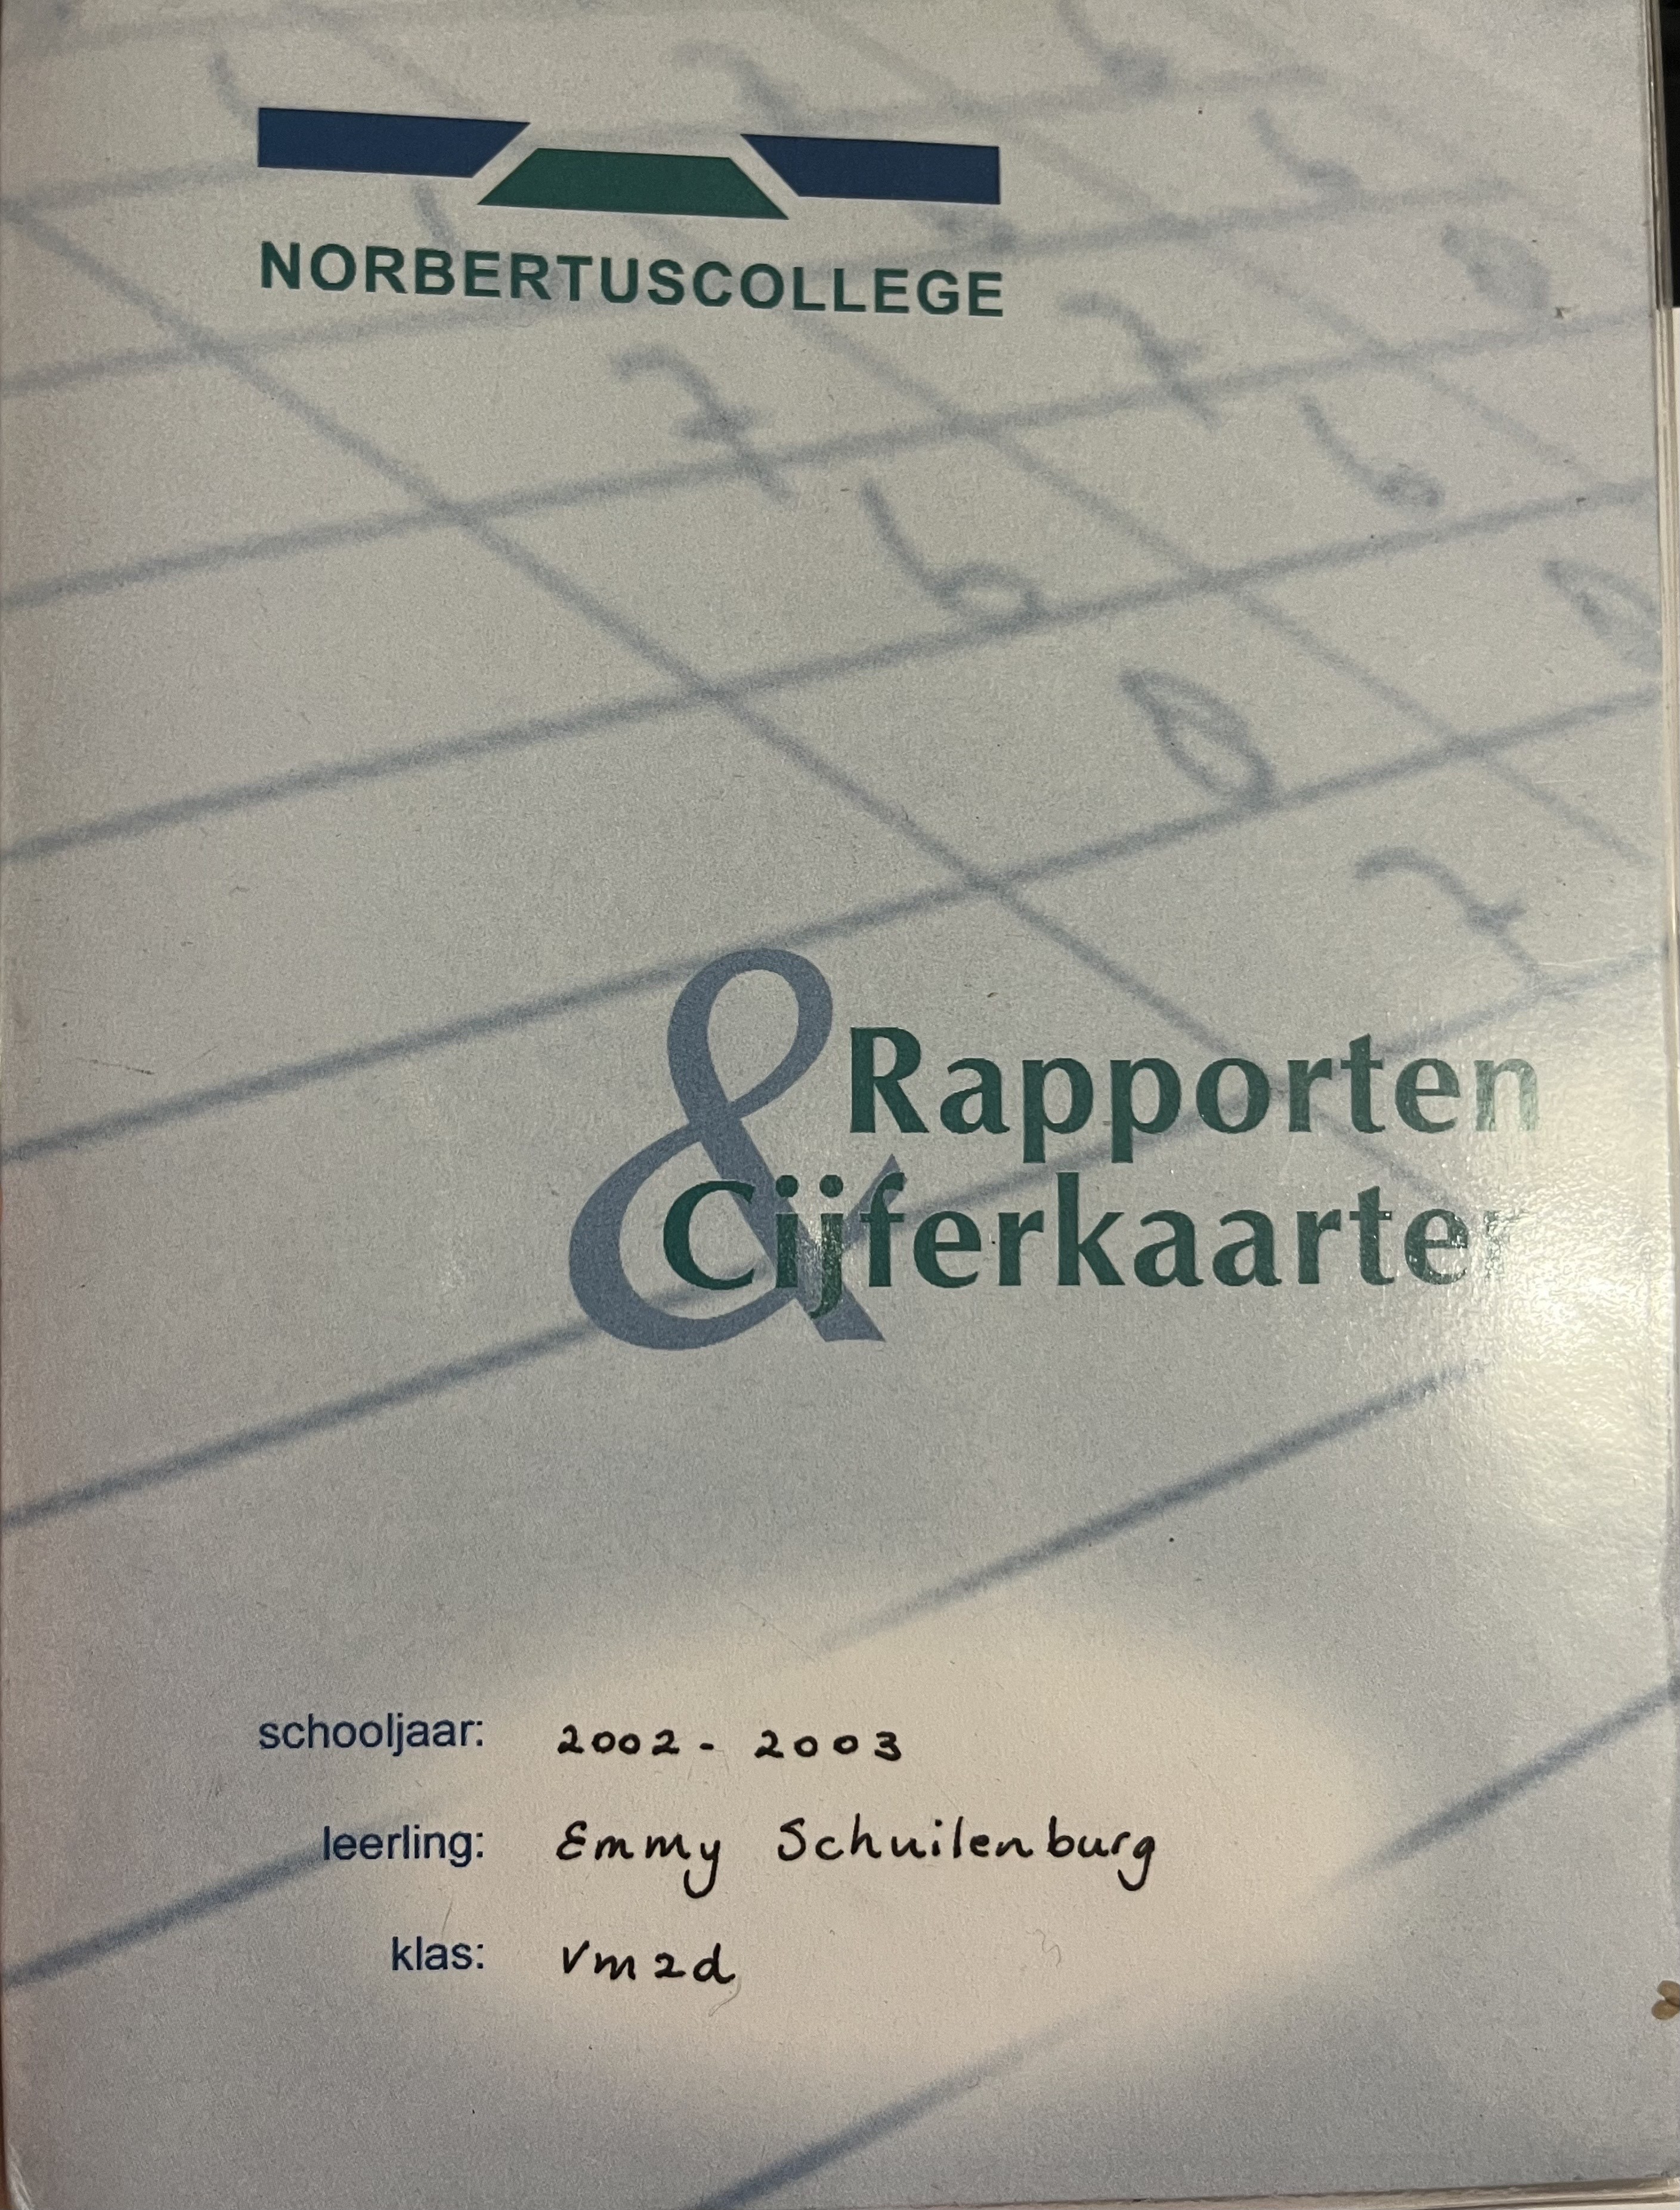 NORBERTUSCOLLEGE
& Rapporten
Cijferkaarten
schooljaar: 2002 - 2003
leerling: Emmy Schuilenburg
klas: Vm2d